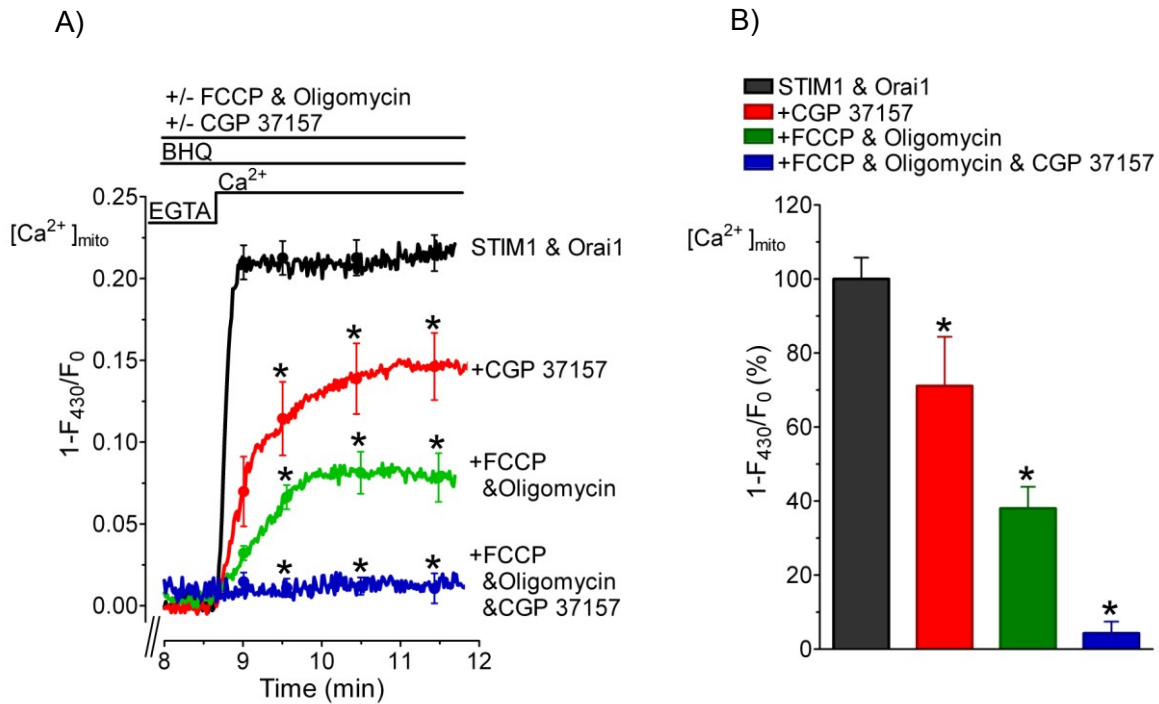 A)
+/- FCCP & Oligomycin
+/- CGP 37157
BHQ
Ca²⁺
EGTA
[Ca²⁺]mito
1-F₄₃₀/F₀
0.25
0.20
0.15
0.10
0.05
0.00
STIM1 & Orai1
* * *
+CGP 37157
* * *
+FCCP
&Oligomycin
* * *
+FCCP
&Oligomycin
&CGP 37157
8 9 10 11 12
Time (min)
B)
STIM1 & Orai1
+CGP 37157
+FCCP & Oligomycin
+FCCP & Oligomycin & CGP 37157
[Ca²⁺]mito
1-F₄₃₀/F₀ (%)
120
100
80
60
40
20
0
*
*
*